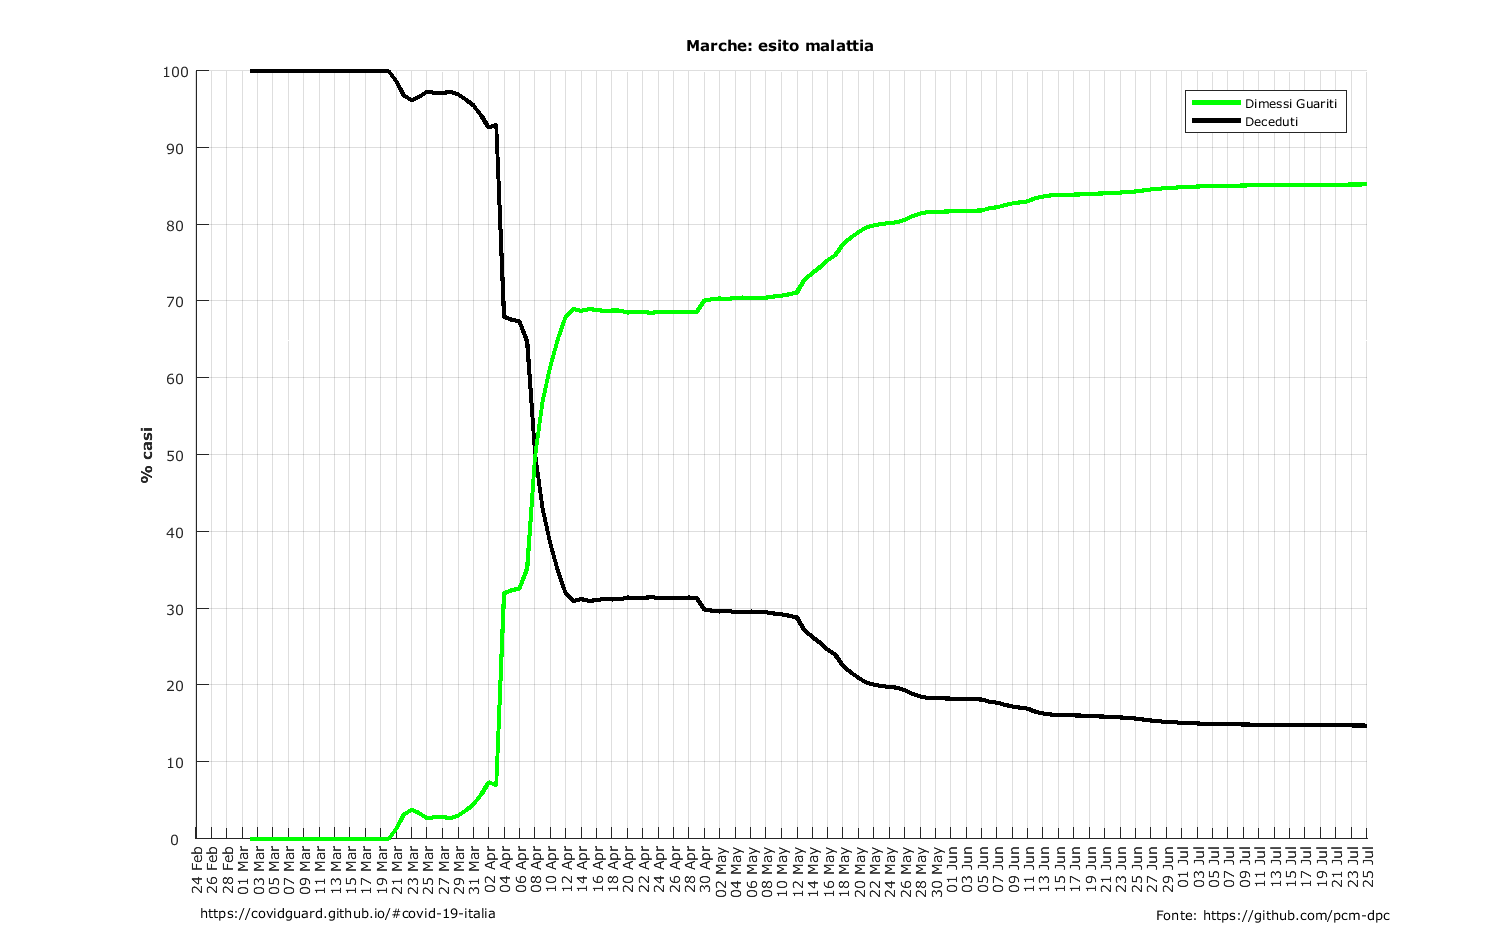 Marche: esito malattia
Dimessi Guariti
Deceduti
% casi
100
90
80
70
60
50
40
30
20
10
0
24 Feb
26 Feb
28 Feb
01 Mar
03 Mar
05 Mar
07 Mar
09 Mar
11 Mar
13 Mar
15 Mar
17 Mar
19 Mar
21 Mar
23 Mar
25 Mar
27 Mar
29 Mar
31 Mar
02 Apr
04 Apr
06 Apr
08 Apr
10 Apr
12 Apr
14 Apr
16 Apr
18 Apr
20 Apr
22 Apr
24 Apr
26 Apr
28 Apr
30 Apr
02 May
04 May
06 May
08 May
10 May
12 May
14 May
16 May
18 May
20 May
22 May
24 May
26 May
28 May
30 May
01 Jun
03 Jun
05 Jun
07 Jun
09 Jun
11 Jun
13 Jun
15 Jun
17 Jun
19 Jun
21 Jun
23 Jun
25 Jun
27 Jun
29 Jun
01 Jul
03 Jul
05 Jul
07 Jul
09 Jul
11 Jul
13 Jul
15 Jul
17 Jul
19 Jul
21 Jul
23 Jul
25 Jul
https://covidguard.github.io/#covid-19-italia
Fonte: https://github.com/pcm-dpc